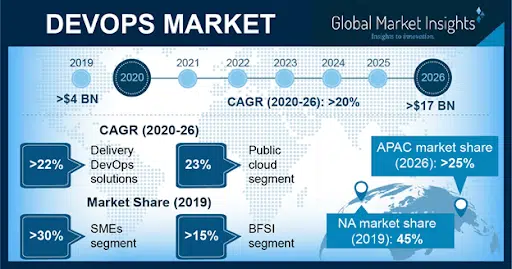 DEVOPS MARKET
Global Market Insights
Insights to innovation
2019
2020
2021
2022
2023
2024
2025
2026
>$4 BN
CAGR (2020-26): >20%
>$17 BN
CAGR (2020-26)
>22%
Delivery
DevOps
solutions
23%
Public
cloud
segment
APAC market share
(2026): >25%
Market Share (2019)
>30%
SMEs
segment
>15%
BFSI
segment
NA market share
(2019): 45%